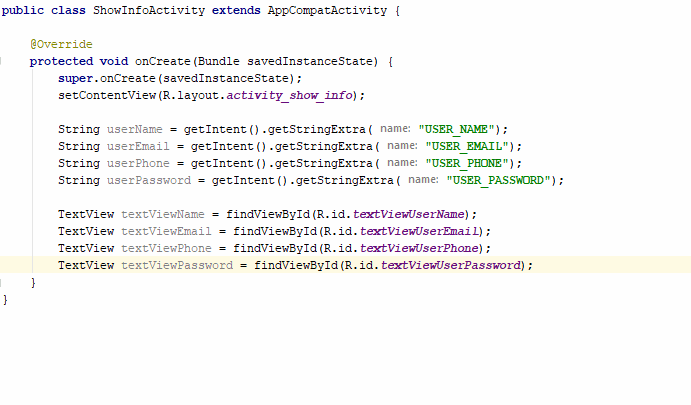 public class ShowInfoActivity extends AppCompatActivity {
@Override
protected void onCreate(Bundle savedInstanceState) {
super.onCreate(savedInstanceState);
setContentView(R.layout.activity_show_info);
String userName = getIntent().getStringExtra( name: "USER_NAME");
String userEmail = getIntent().getStringExtra( name: "USER_EMAIL");
String userPhone = getIntent().getStringExtra( name: "USER_PHONE");
String userPassword = getIntent().getStringExtra( name: "USER_PASSWORD");
TextView textViewName = findViewById(R.id.textViewUserName);
TextView textViewEmail = findViewById(R.id.textViewUserEmail);
TextView textViewPhone = findViewById(R.id.textViewUserPhone);
TextView textViewPassword = findViewById(R.id.textViewUserPassword);
}
}